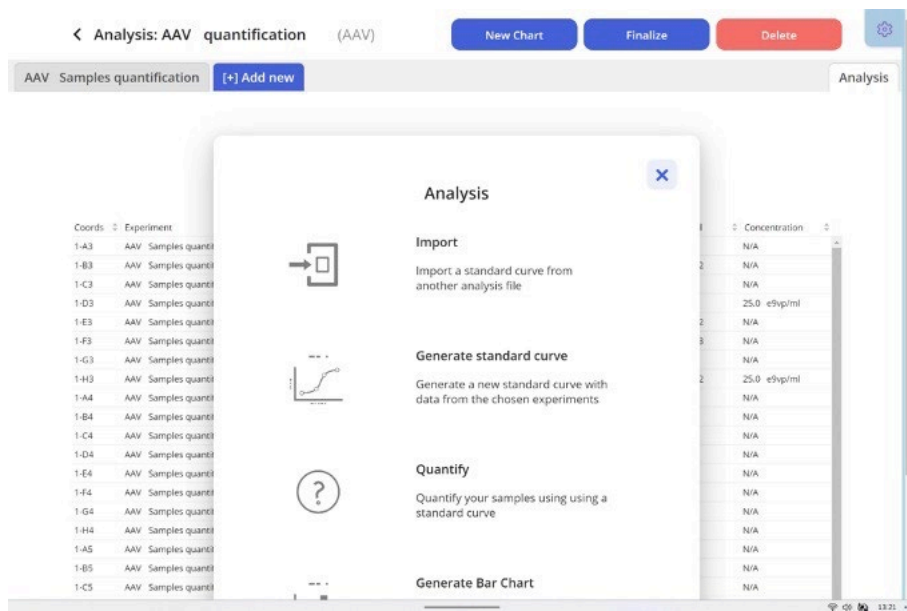 Analysis: AAV quantification (AAV)
New Chart
Finalize
Delete
AAV Samples quantification
[+] Add new
Analysis
Analysis
Import
Import a standard curve from
another analysis file
Generate standard curve
Generate a new standard curve with
data from the chosen experiments
Quantify
Quantify your samples using using a
standard curve
Generate Bar Chart
Coords Experiment Concentration
1-A3 AAV Samples quanti N/A
1-B3 AAV Samples quanti 2 N/A
1-C3 AAV Samples quanti N/A
1-D3 AAV Samples quanti 25.0 e9vp/ml
1-E3 AAV Samples quanti 2 N/A
1-F3 AAV Samples quanti 3 N/A
1-G3 AAV Samples quanti N/A
1-H3 AAV Samples quanti 2 25.0 e9vp/ml
1-A4 AAV Samples quanti N/A
1-B4 AAV Samples quanti N/A
1-C4 AAV Samples quanti N/A
1-D4 AAV Samples quanti N/A
1-E4 AAV Samples quanti N/A
1-F4 AAV Samples quanti N/A
1-G4 AAV Samples quanti N/A
1-H4 AAV Samples quanti N/A
1-A5 AAV Samples quanti N/A
1-B5 AAV Samples quanti N/A
1-C5 AAV Samples quanti N/A
13:21